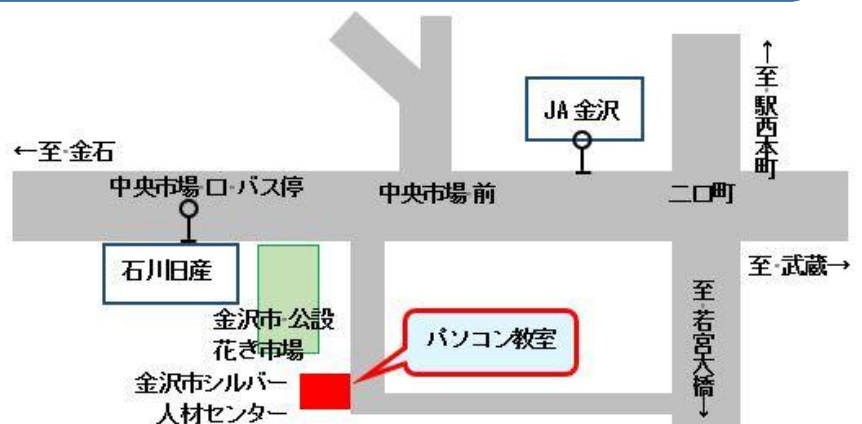 ↑至・駅西本町
JA 金沢
←至・金石
中央市場口・バス停
中央市場前
二口町
石川日産
至・武蔵→
至・若宮大橋→
金沢市・公設
花き市場
パソコン教室
金沢市シルバー
人材センター